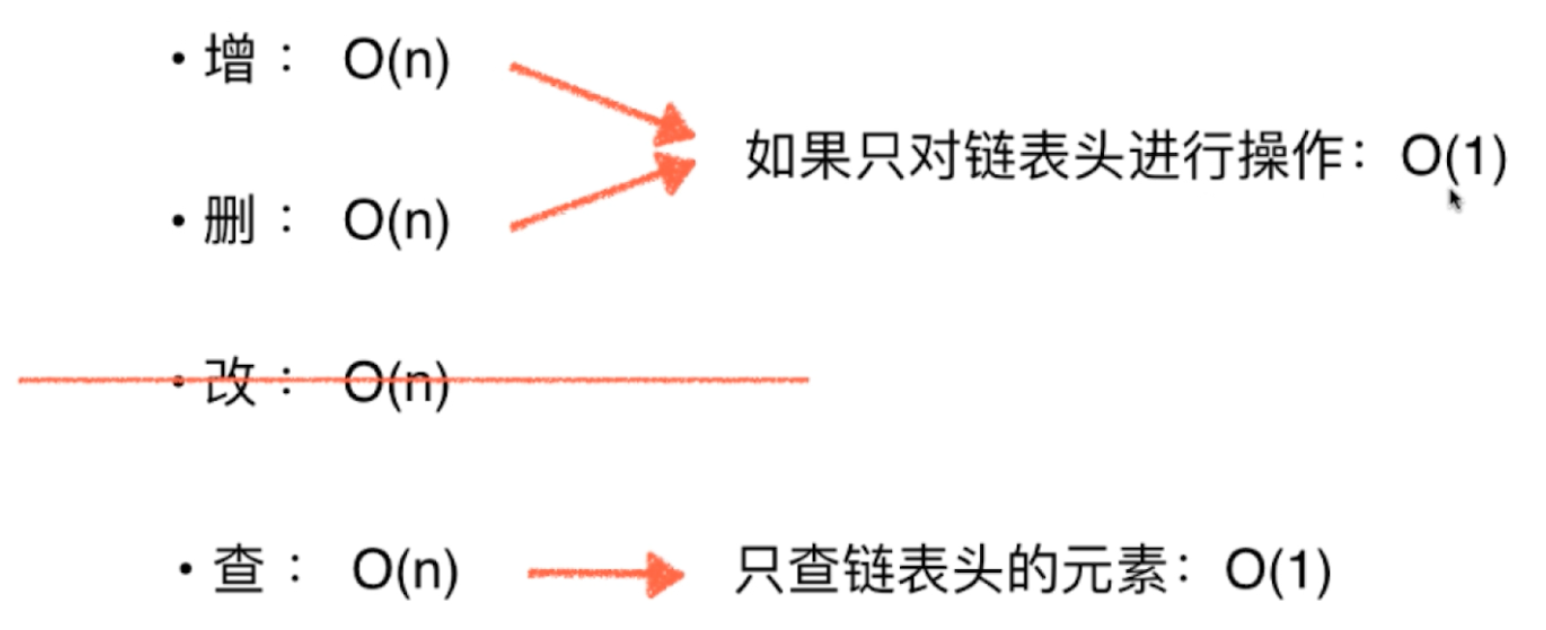 • 增： O(n)
如果只对链表头进行操作：O(1)
• 删： O(n)
• 改： O(n)
• 查： O(n)
只查链表头的元素：O(1)